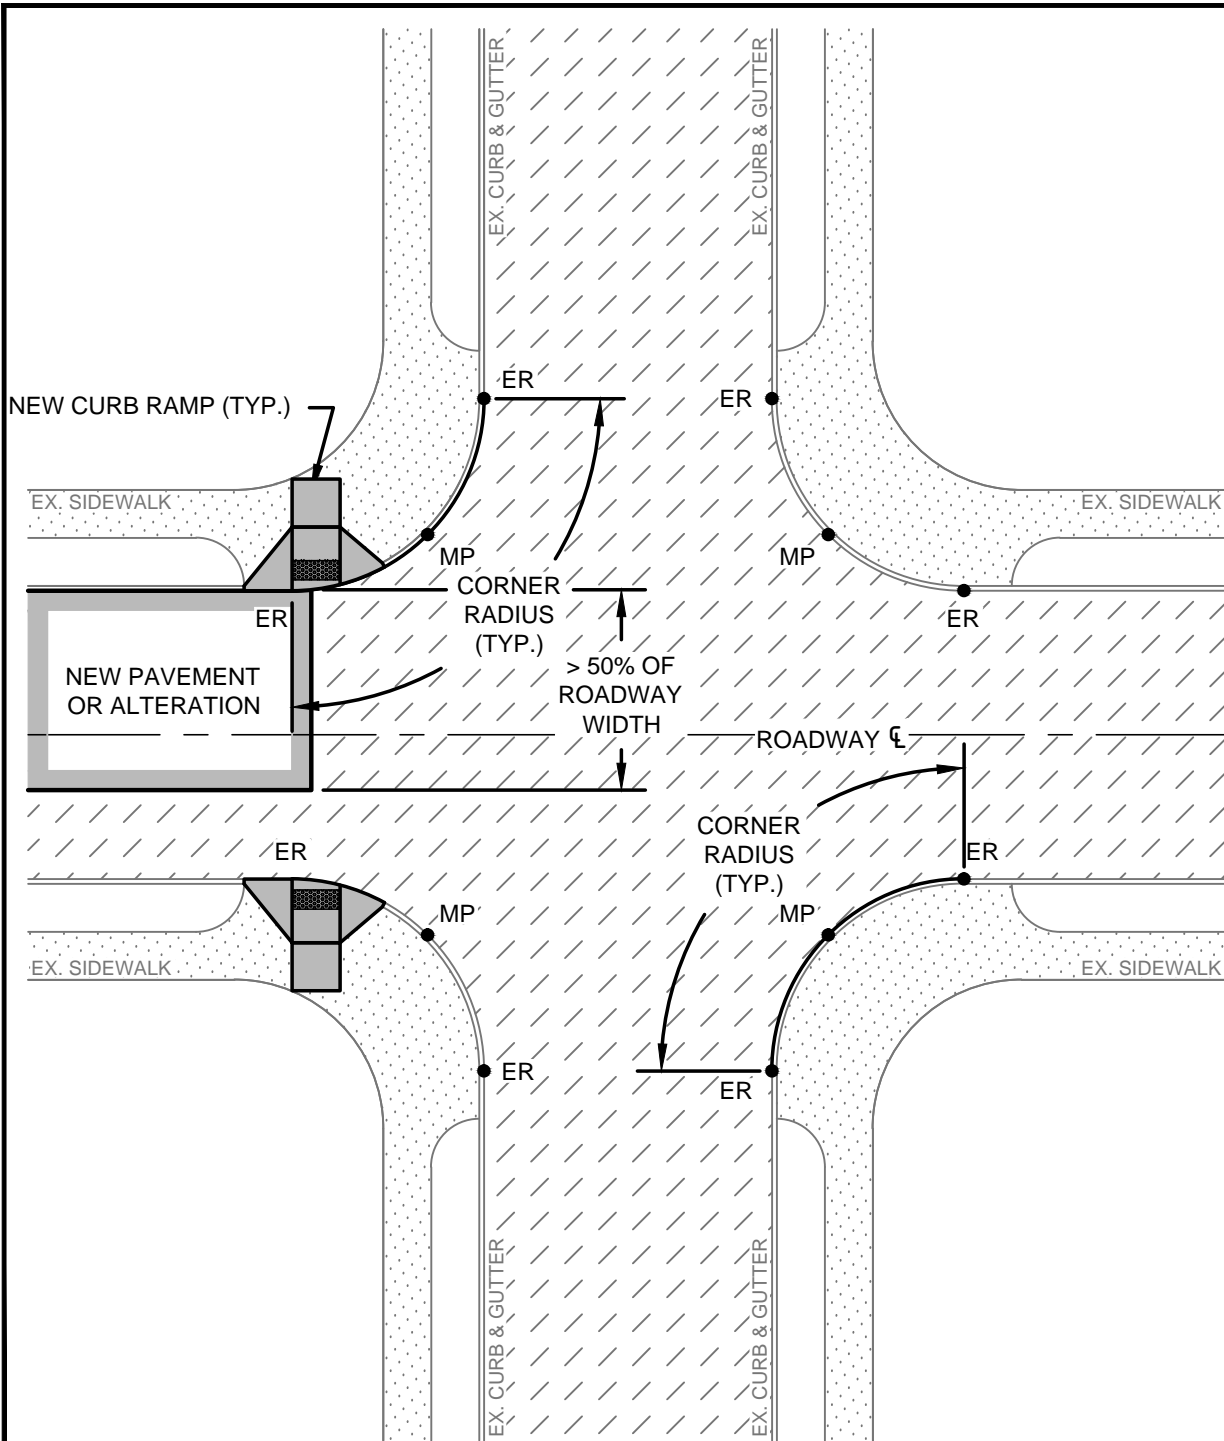 EX. CURB & GUTTER
EX. CURB & GUTTER
ER
ER
NEW CURB RAMP (TYP.)
EX. SIDEWALK
EX. SIDEWALK
MP
MP
CORNER
RADIUS
(TYP.)
ER
ER
> 50% OF
ROADWAY
WIDTH
NEW PAVEMENT
OR ALTERATION
ROADWAY ℄
CORNER
RADIUS
(TYP.)
ER
ER
MP
MP
EX. SIDEWALK
EX. SIDEWALK
ER
ER
EX. CURB & GUTTER
EX. CURB & GUTTER